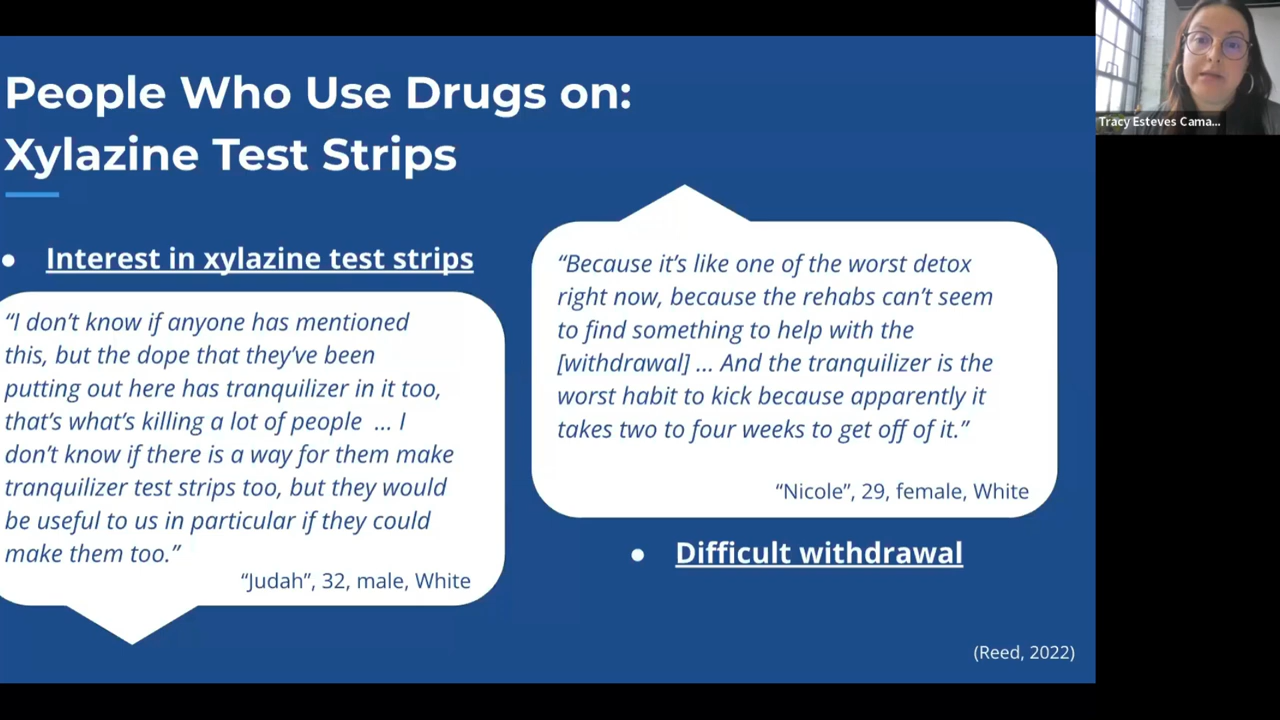 People Who Use Drugs on:
Xylazine Test Strips
● Interest in xylazine test strips
“I don’t know if anyone has mentioned
this, but the dope that they’ve been
putting out here has tranquilizer in it too,
that’s what’s killing a lot of people ... I
don’t know if there is a way for them make
tranquilizer test strips too, but they would
be useful to us in particular if they could
make them too.”
“Judah”, 32, male, White
“Because it’s like one of the worst detox
right now, because the rehabs can’t seem
to find something to help with the
[withdrawal] ... And the tranquilizer is the
worst habit to kick because apparently it
takes two to four weeks to get off of it.”
“Nicole”, 29, female, White
● Difficult withdrawal
(Reed, 2022)
Tracy Esteves Cama...